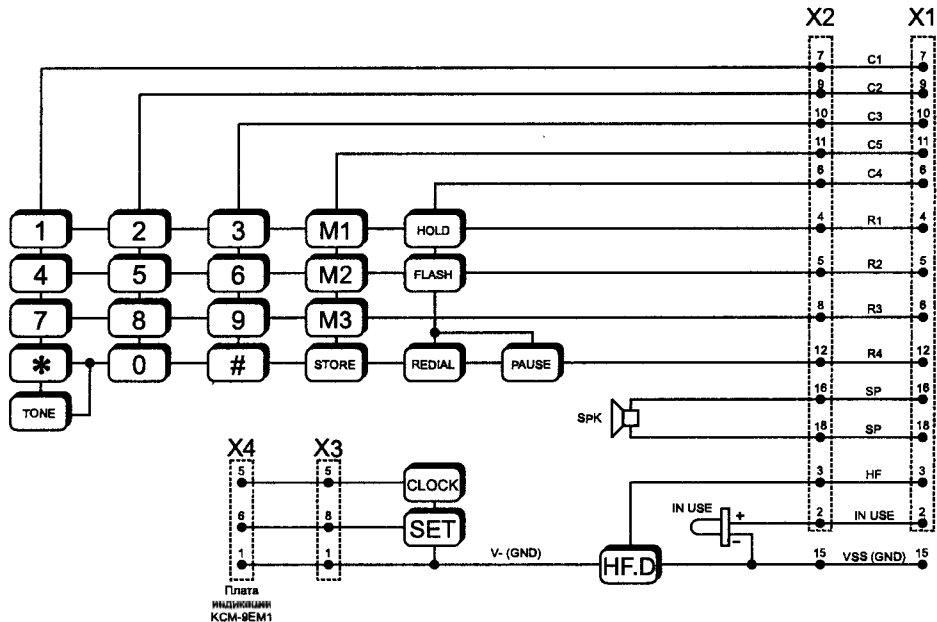 X2 X1
7 C1 7
9 C2 9
10 C3 10
11 C5 11
6 C4 6
1 2 3 M1 HOLD 4 R1 4
4 5 6 M2 FLASH 5 R2 5
7 8 9 M3 8 R3 6
* 0 # STORE REDIAL PAUSE 12 R4 12
TONE
16 SP 16
SPK
18 SP 18
X4 X3
5 5 CLOCK 3 HF 3
6 8 SET IN USE + 2 IN USE 2
-
1 1 V- (GND) HF.D 15 VSS (GND) 15
Плата
индикации
КСМ-9ЕМ1